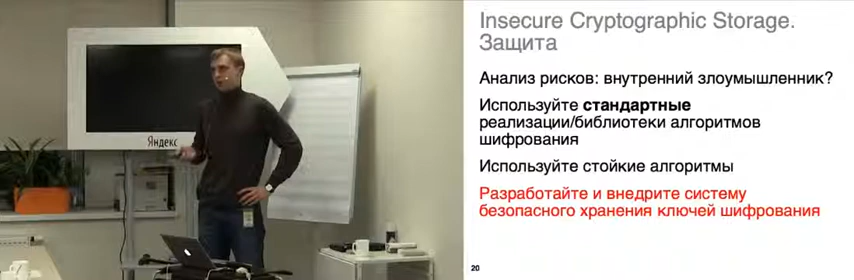 Яндекс
Insecure Cryptographic Storage.
Защита
Анализ рисков: внутренний злоумышленник?
Используйте стандартные
реализации/библиотеки алгоритмов
шифрования
Используйте стойкие алгоритмы
Разработайте и внедрите систему
безопасного хранения ключей шифрования
20